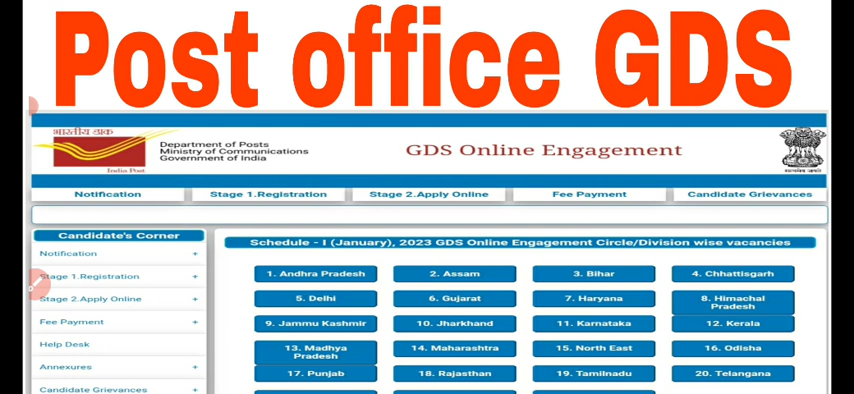 Post office GDS
भारतीय डाक
India Post
Department of Posts
Ministry of Communications
Government of India
GDS Online Engagement
सत्यमेव जयते
Notification
Stage 1.Registration
Stage 2.Apply Online
Fee Payment
Candidate Grievances
Candidate's Corner
Notification +
Stage 1.Registration +
Stage 2.Apply Online +
Fee Payment +
Help Desk
Annexures +
Candidate Grievances +
Schedule - I (January), 2023 GDS Online Engagement Circle/Division wise vacancies
1. Andhra Pradesh
2. Assam
3. Bihar
4. Chhattisgarh
5. Delhi
6. Gujarat
7. Haryana
8. Himachal
Pradesh
9. Jammu Kashmir
10. Jharkhand
11. Karnataka
12. Kerala
13. Madhya
Pradesh
14. Maharashtra
15. North East
16. Odisha
17. Punjab
18. Rajasthan
19. Tamilnadu
20. Telangana